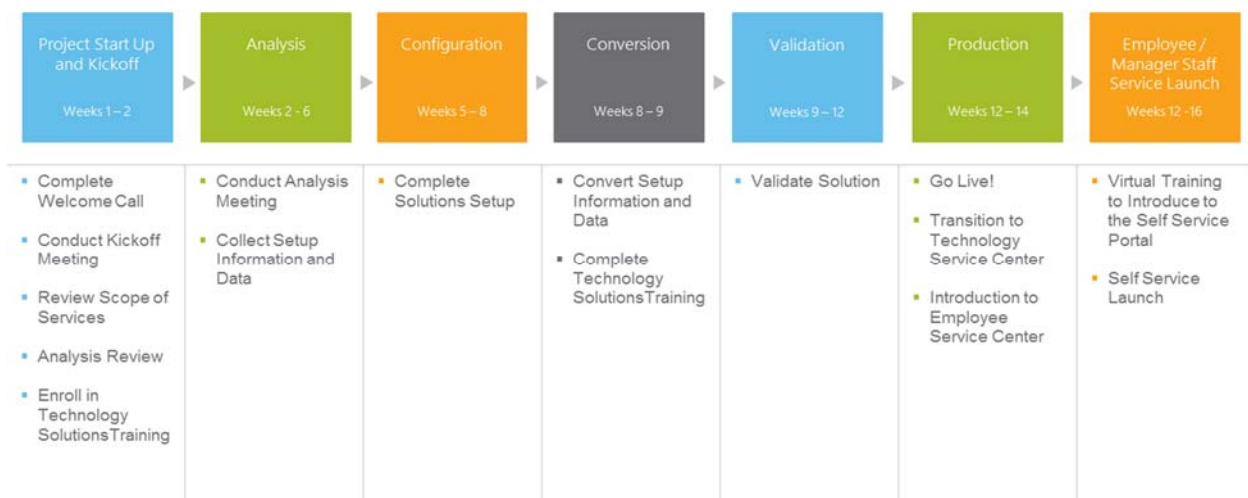 Project Start Up
and Kickoff
Weeks 1 – 2
Analysis
Weeks 2 - 6
Configuration
Weeks 5 – 8
Conversion
Weeks 8 – 9
Validation
Weeks 9 – 12
Production
Weeks 12 – 14
Employee /
Manager Staff
Service Launch
Weeks 12 -16
▪ Complete
Welcome Call
▪ Conduct Kickoff
Meeting
▪ Review Scope of
Services
▪ Analysis Review
▪ Enroll in
Technology
Solutions Training
▪ Conduct Analysis
Meeting
▪ Collect Setup
Information and
Data
▪ Complete
Solutions Setup
▪ Convert Setup
Information and
Data
▪ Complete
Technology
Solutions Training
▪ Validate Solution
▪ Go Live!
▪ Transition to
Technology
Service Center
▪ Introduction to
Employee
Service Center
▪ Virtual Training
to Introduce to
the Self Service
Portal
▪ Self Service
Launch